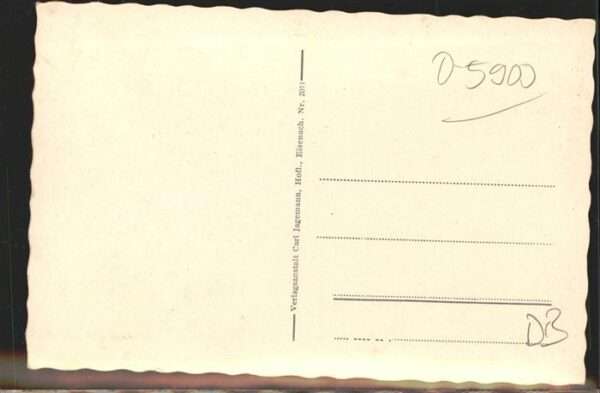 D-5900
Verlagsanstalt Carl Jagemann, Hofl., Eisenach. Nr. 2011
DB